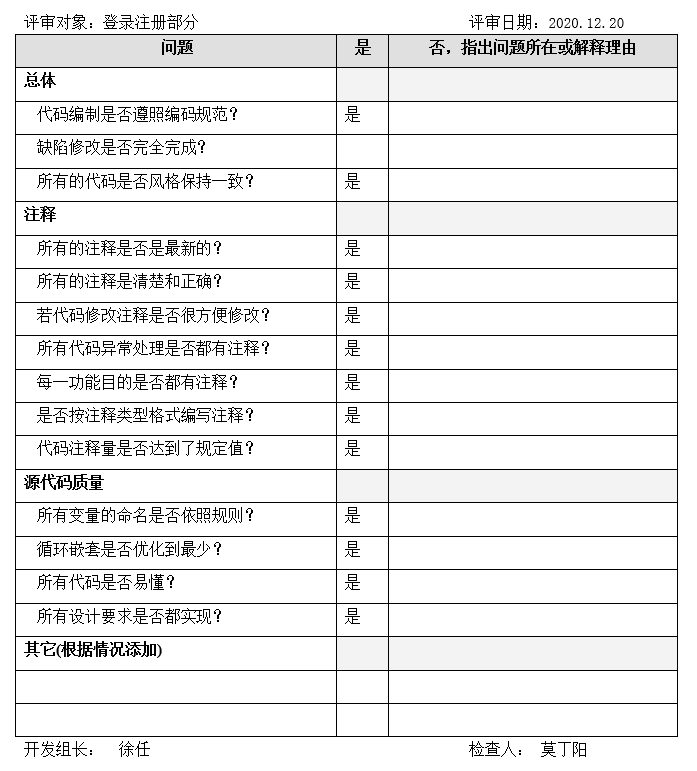 评审对象：登录注册部分 评审日期：2020.12.20
问题 是 否，指出问题所在或解释理由
总体
代码编制是否遵照编码规范？ 是
缺陷修改是否完全完成？
所有的代码是否风格保持一致？ 是
注释
所有的注释是否是最新的？ 是
所有的注释是清楚和正确？ 是
若代码修改注释是否很方便修改？ 是
所有代码异常处理是否都有注释？ 是
每一功能目的是否都有注释？ 是
是否按注释类型格式编写注释？ 是
代码注释量是否达到了规定值？ 是
源代码质量
所有变量的命名是否依照规则？ 是
循环嵌套是否优化到最少？ 是
所有代码是否易懂？ 是
所有设计要求是否都实现？ 是
其它(根据情况添加)
开发组长： 徐任 检查人： 莫丁阳